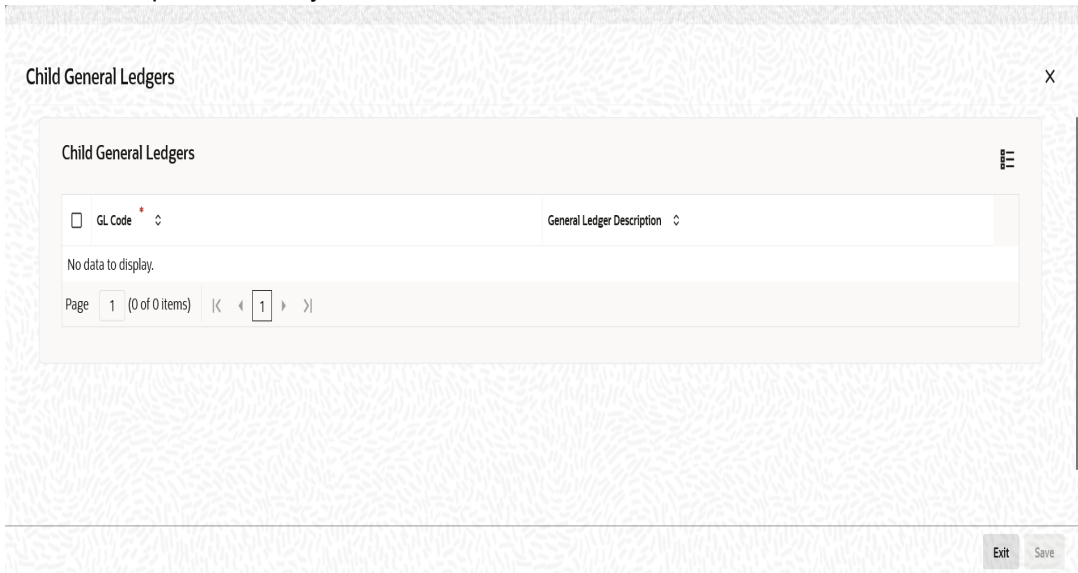 Child General Ledgers X
Child General Ledgers
GL Code * General Ledger Description
No data to display.
Page 1 (0 of 0 items) 1
Exit Save